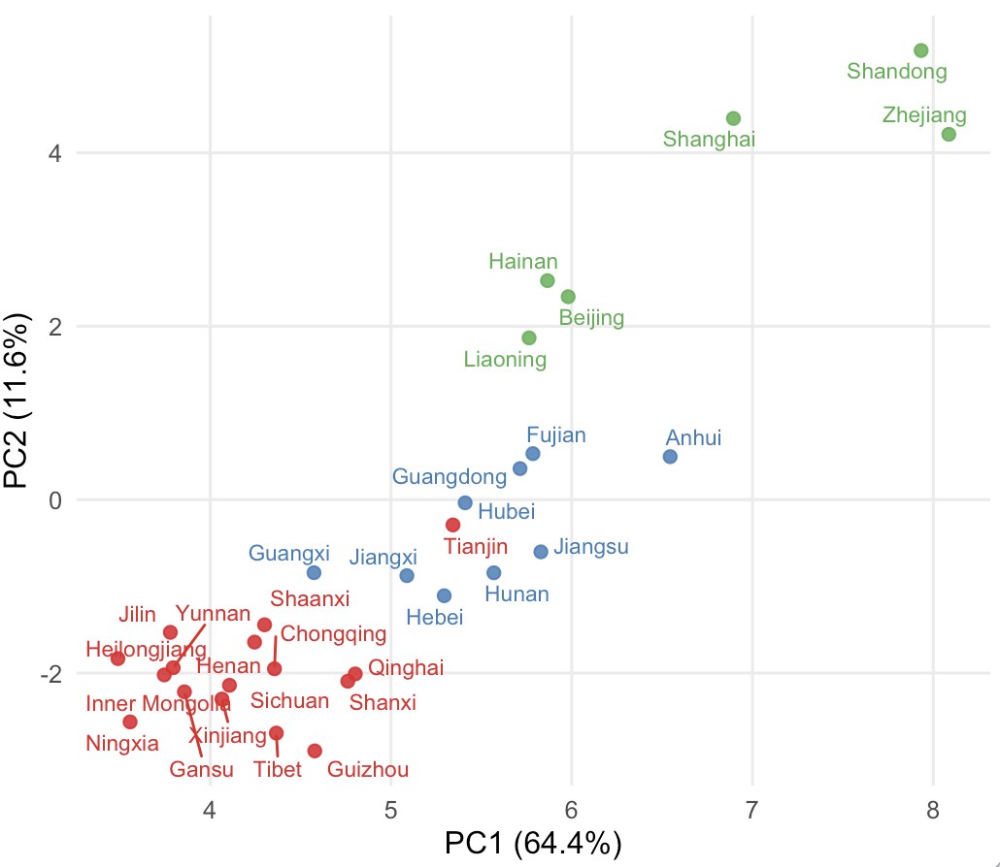 Shandong
Zhejiang
Shanghai
4
Hainan
Beijing
2
Liaoning
PC2 (11.6%)
Fujian
Anhui
Guangdong
0
Hubei
Tianjin
Jiangsu
Guangxi
Jiangxi
Hunan
Shaanxi
Hebei
Jilin
Yunnan
Chongqing
Heilongjiang
Henan
Qinghai
-2
Inner Mongolia
Sichuan
Shanxi
Xinjiang
Ningxia
Gansu
Tibet
Guizhou
4 5 6 7 8
PC1 (64.4%)